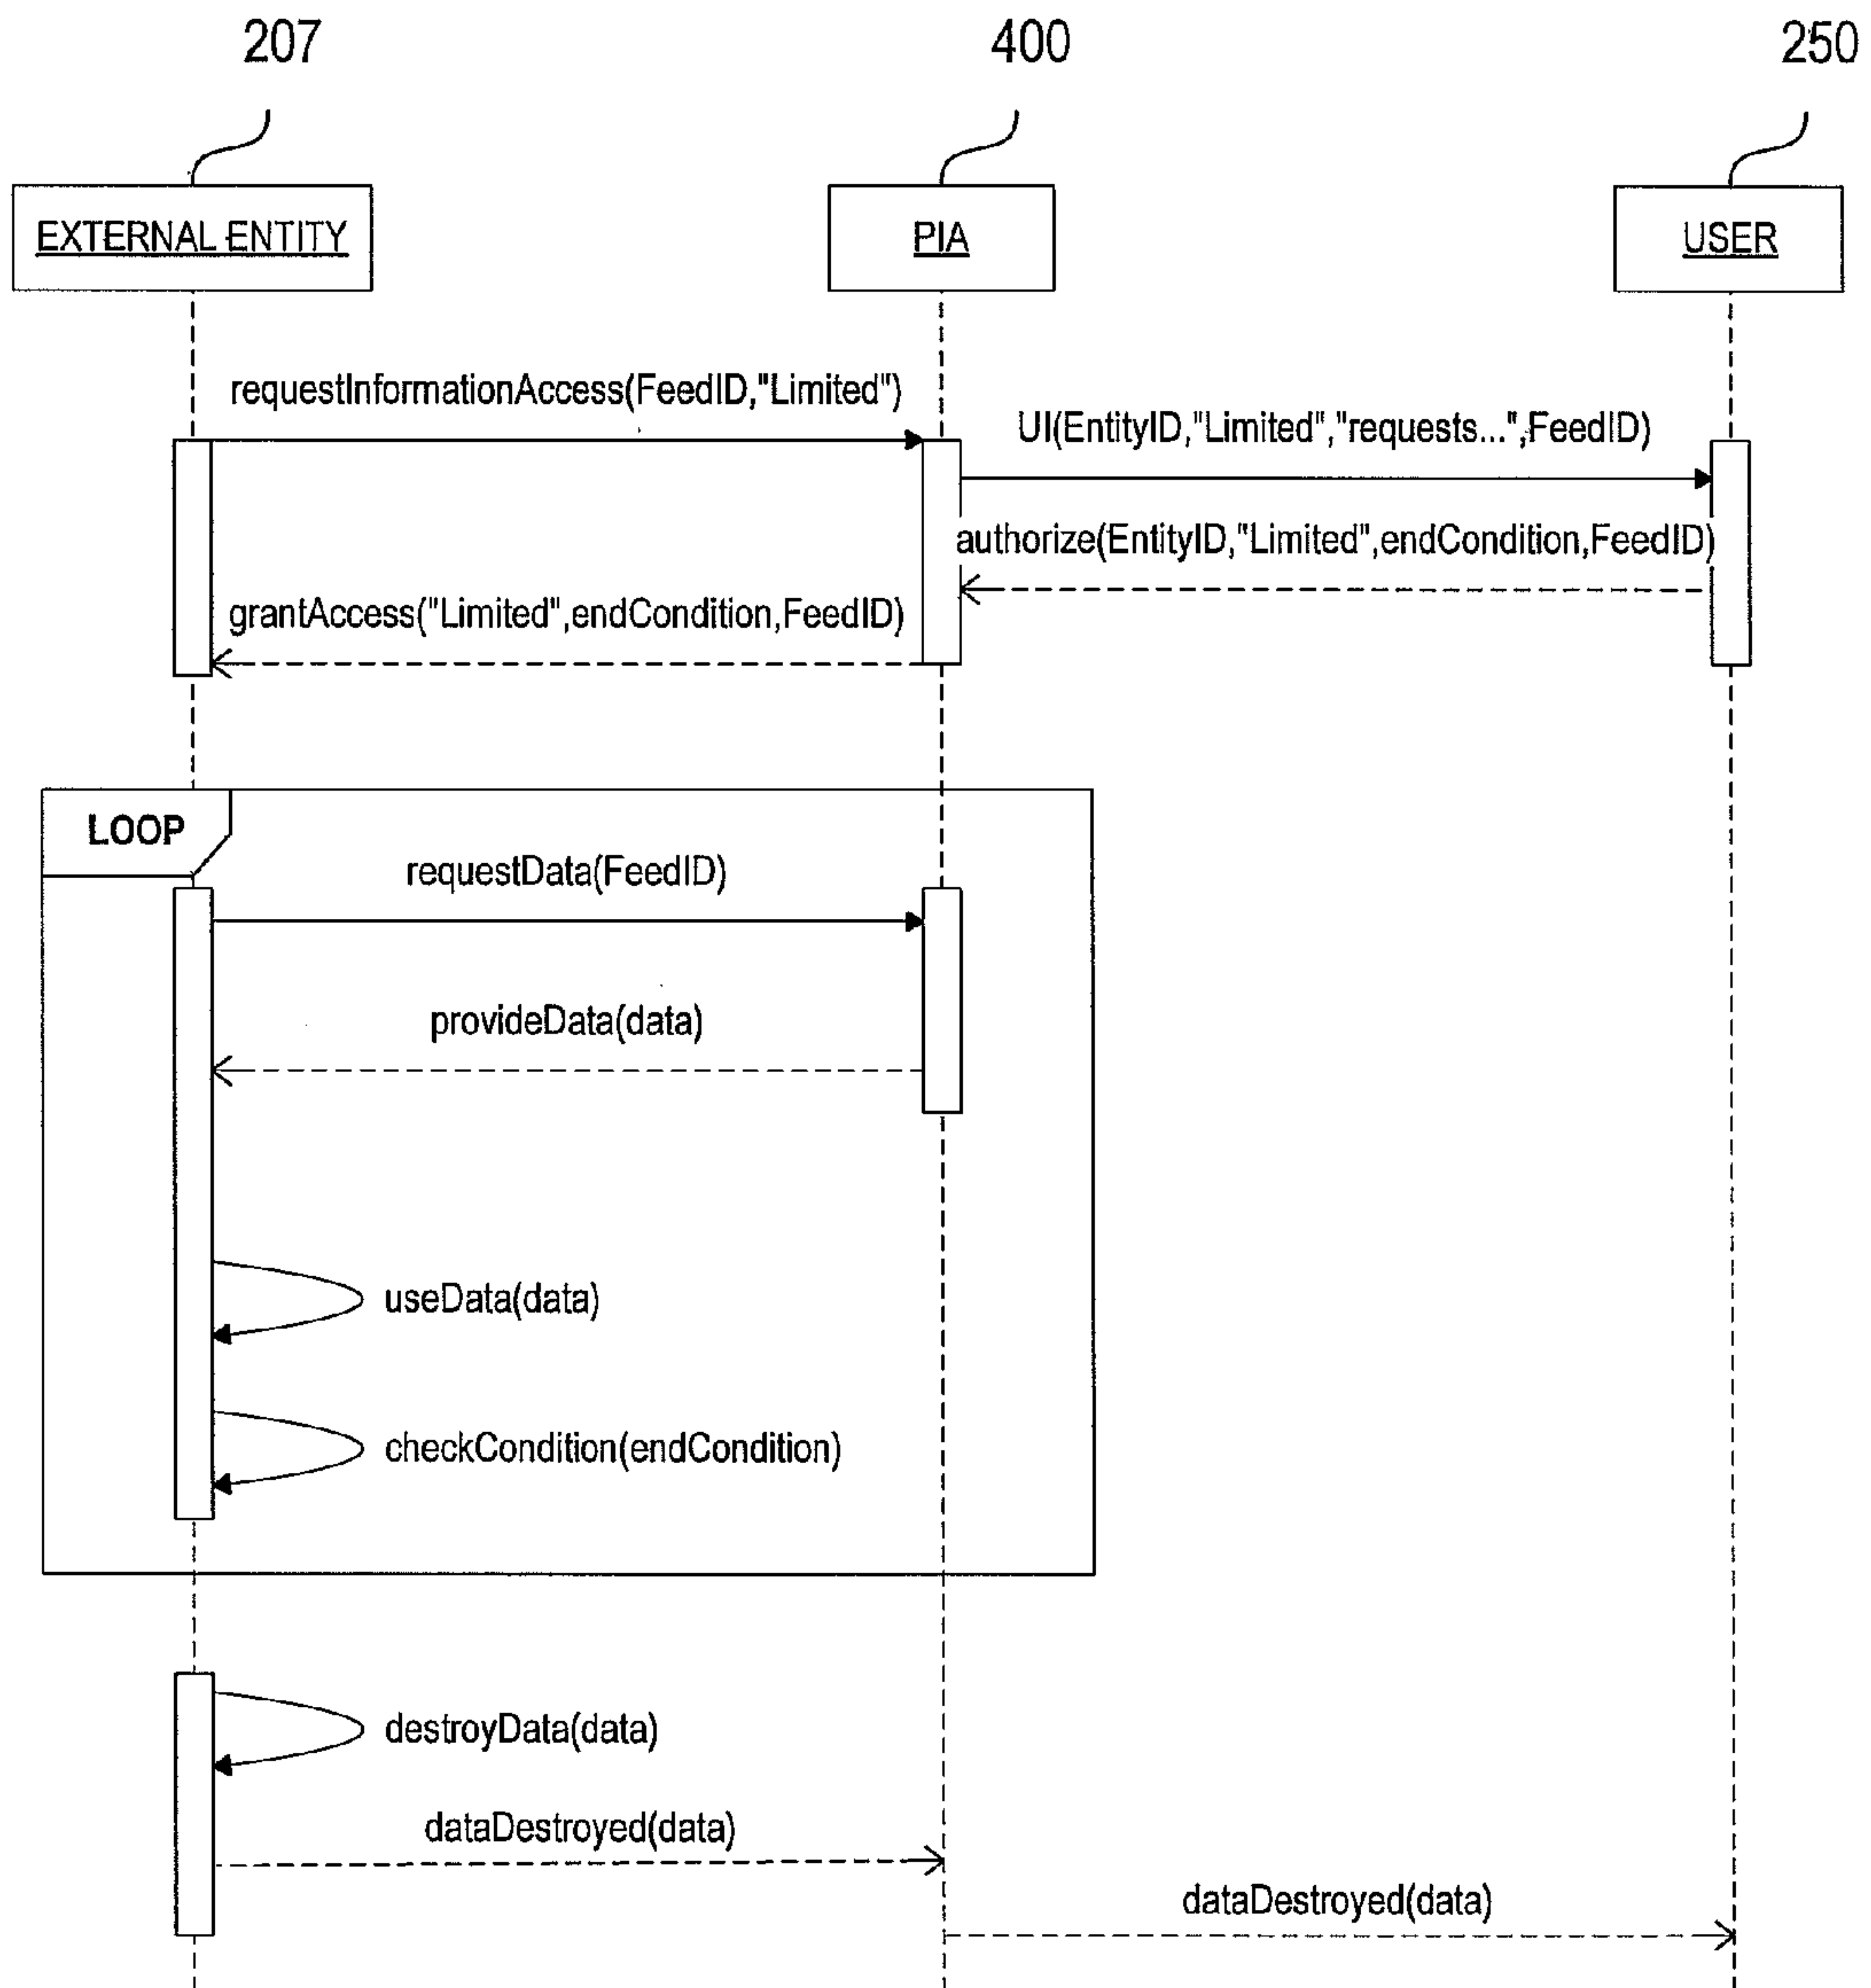 207
400
250
EXTERNAL ENTITY
PIA
USER
requestInformationAccess(FeedID,"Limited")
UI(EntityID,"Limited","requests...",FeedID)
authorize(EntityID,"Limited",endCondition,FeedID)
grantAccess("Limited",endCondition,FeedID)
LOOP
requestData(FeedID)
provideData(data)
useData(data)
checkCondition(endCondition)
destroyData(data)
dataDestroyed(data)
dataDestroyed(data)